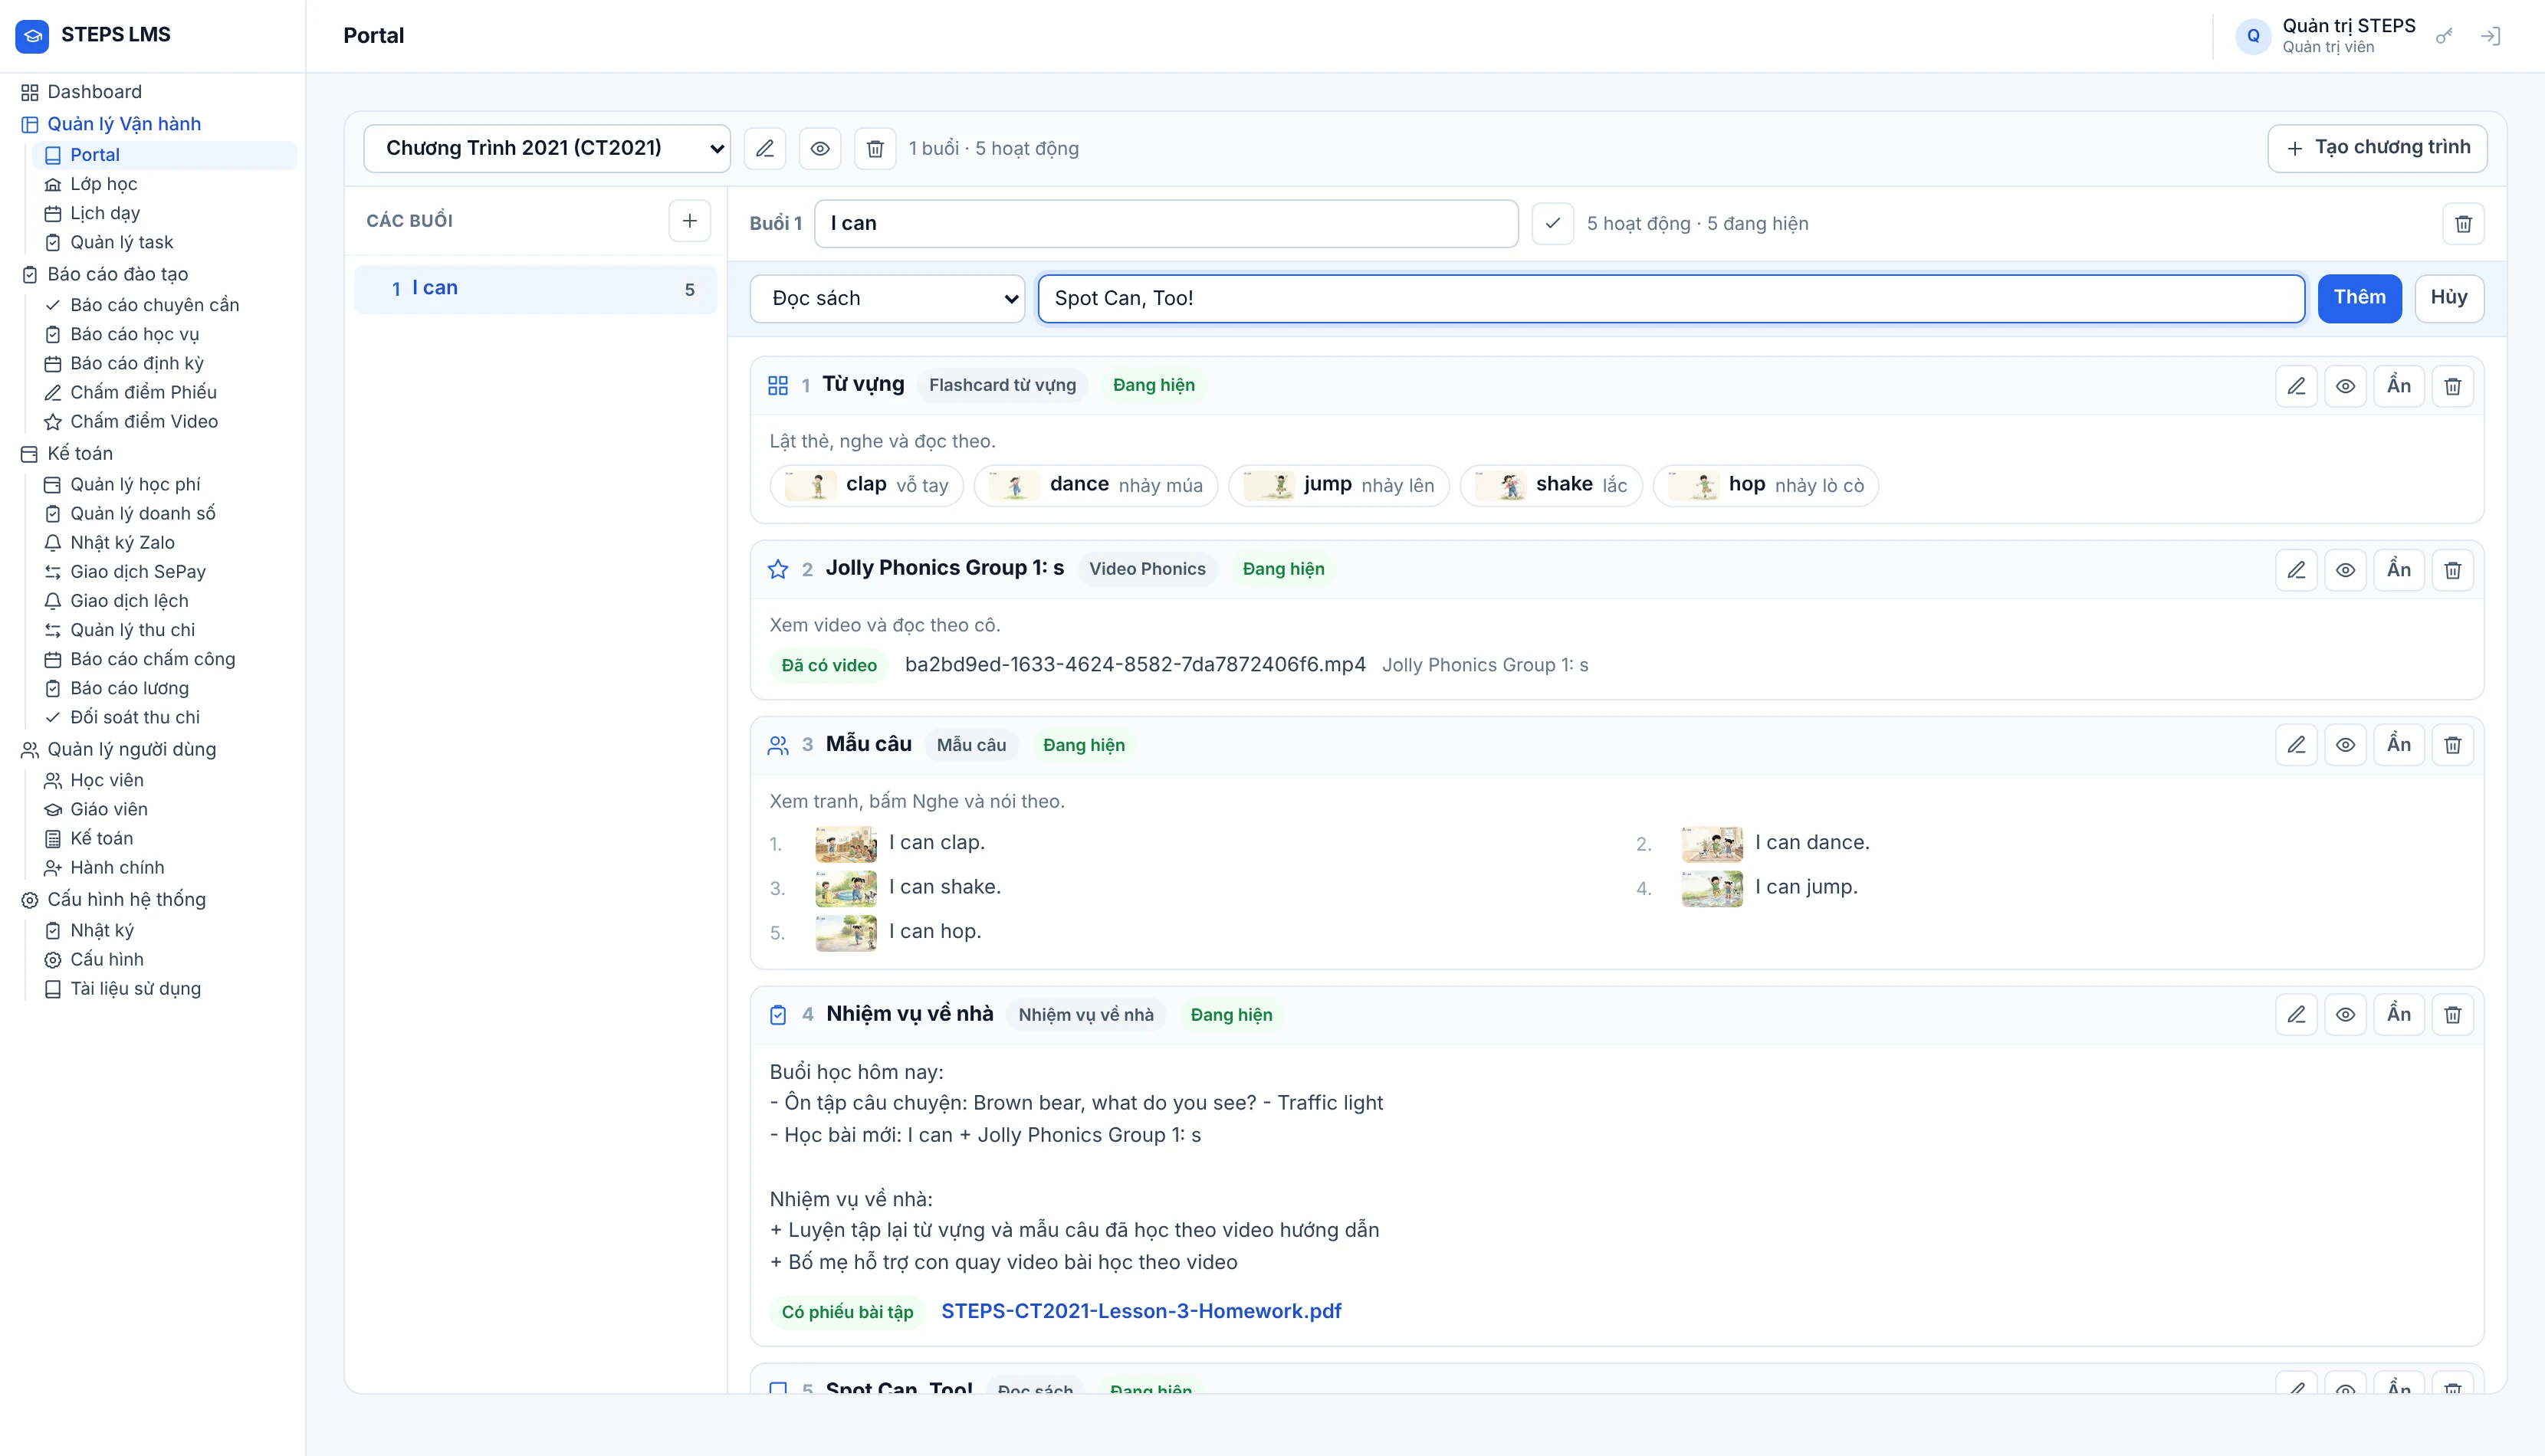 STEPS LMS
Portal
Q
Quản trị STEPS
Quản trị viên
Dashboard
Quản lý Vận hành
Portal
Lớp học
Lịch dạy
Quản lý task
Báo cáo đào tạo
Báo cáo chuyên cần
Báo cáo học vụ
Báo cáo định kỳ
Chấm điểm Phiếu
Chấm điểm Video
Kế toán
Quản lý học phí
Quản lý doanh số
Nhật ký Zalo
Giao dịch SePay
Giao dịch lệch
Quản lý thu chi
Báo cáo chấm công
Báo cáo lương
Đối soát thu chi
Quản lý người dùng
Học viên
Giáo viên
Kế toán
Hành chính
Cấu hình hệ thống
Nhật ký
Cấu hình
Tài liệu sử dụng
Chương Trình 2021 (CT2021)
1 buổi · 5 hoạt động
Tạo chương trình
CÁC BUỔI
1 I can 5
Buổi 1 I can 5 hoạt động · 5 đang hiện
Đọc sách Spot Can, Too! Thêm Hủy
1 Từ vựng Flashcard từ vựng Đang hiện Ẩn
Lật thẻ, nghe và đọc theo.
clap vỗ tay dance nhảy múa jump nhảy lên shake lắc hop nhảy lò cò
2 Jolly Phonics Group 1: s Video Phonics Đang hiện Ẩn
Xem video và đọc theo cô.
Đã có video ba2bd9ed-1633-4624-8582-7da7872406f6.mp4 Jolly Phonics Group 1: s
3 Mẫu câu Mẫu câu Đang hiện Ẩn
Xem tranh, bấm Nghe và nói theo.
1. I can clap. 2. I can dance.
3. I can shake. 4. I can jump.
5. I can hop.
4 Nhiệm vụ về nhà Nhiệm vụ về nhà Đang hiện Ẩn
Buổi học hôm nay:
- Ôn tập câu chuyện: Brown bear, what do you see? - Traffic light
- Học bài mới: I can + Jolly Phonics Group 1: s
Nhiệm vụ về nhà:
+ Luyện tập lại từ vựng và mẫu câu đã học theo video hướng dẫn
+ Bố mẹ hỗ trợ con quay video bài học theo video
Có phiếu bài tập STEPS-CT2021-Lesson-3-Homework.pdf
5 Spot Can, Too! Đọc sách Đang hiện Ẩn